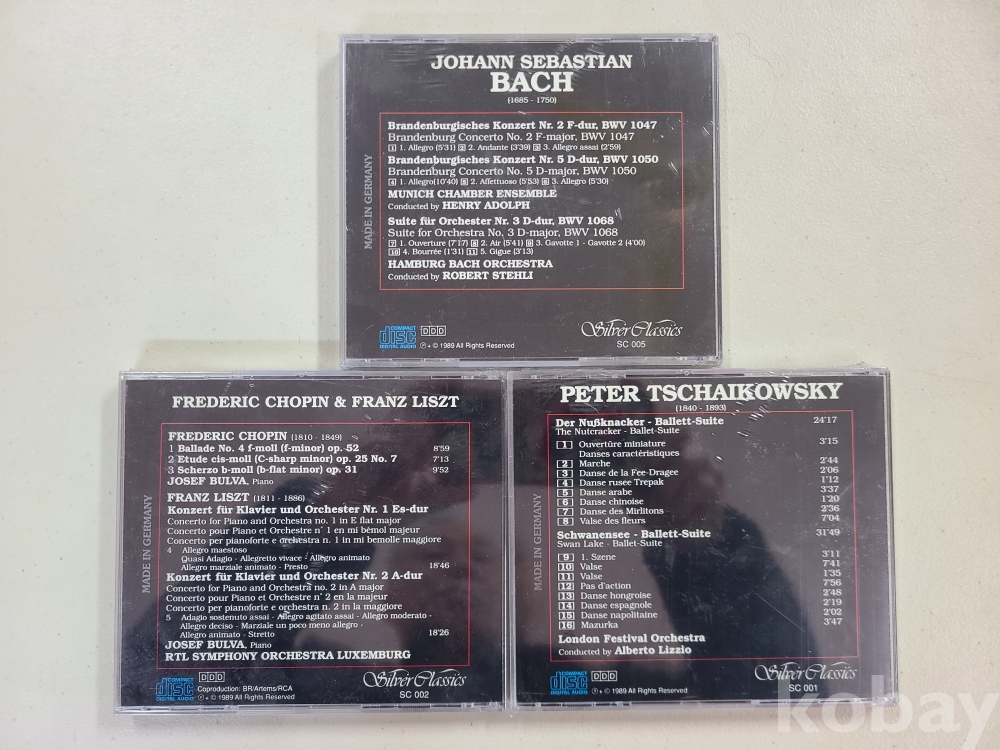 JOHANN SEBASTIAN
BACH
(1685 - 1750)
Brandenburgisches Konzert Nr. 2 F-dur, BWV 1047
Brandenburg Concerto No. 2 F-major, BWV 1047
1 1. Allegro (5'31) 2 2. Andante (3'39) 3 3. Allegro assai (2'59)
Brandenburgisches Konzert Nr. 5 D-dur, BWV 1050
Brandenburg Concerto No. 5 D-major, BWV 1050
4 1. Allegro(10'40) 5 2. Affettuoso (5'53) 6 3. Allegro (5'30)
MUNICH CHAMBER ENSEMBLE
Conducted by HENRY ADOLPH
Suite für Orchester Nr. 3 D-dur, BWV 1068
Suite for Orchestra No. 3 D-major, BWV 1068
7 1. Ouverture (7'17) 8 2. Air (5'41) 9 3. Gavotte 1 - Gavotte 2 (4'00)
10 4. Bourrée (1'31) 11 5. Gigue (3'13)
HAMBURG BACH ORCHESTRA
Conducted by ROBERT STEHLI
MADE IN GERMANY
COMPACT
disc
DIGITAL AUDIO
DDD
℗ + © 1989 All Rights Reserved
Silver Classics
SC 005
FREDERIC CHOPIN & FRANZ LISZT
FREDERIC CHOPIN (1810 - 1849)
1 Ballade No. 4 f-moll (f-minor) op. 52 8'59
2 Etude cis-moll (C-sharp minor) op. 25 No. 7 7'13
3 Scherzo b-moll (b-flat minor) op. 31 9'52
JOSEF BULVA, Piano
FRANZ LISZT (1811 - 1886)
Konzert für Klavier und Orchester Nr. 1 Es-dur
Concerto for Piano and Orchestra no. 1 in E flat major
Concerto pour Piano et Orchestre n° 1 en mi bémol majeur
Concerto per pianoforte e orchestra n. 1 in mi bemolle maggiore
4 Allegro maestoso
Quasi Adagio - Allegretto vivace - Allegro animato
Allegro marziale animato - Presto 18'46
Konzert für Klavier und Orchester Nr. 2 A-dur
Concerto for Piano and Orchestra no. 2 in A major
Concerto pour Piano et Orchestre n° 2 en la majeur
Concerto per pianoforte e orchestra n. 2 in la maggiore
5 Adagio sostenuto assai - Allegro agitato assai - Allegro moderato -
Allegro deciso - Marziale un poco meno allegro -
Allegro animato - Stretto 18'26
JOSEF BULVA, Piano
RTL SYMPHONY ORCHESTRA LUXEMBURG
MADE IN GERMANY
COMPACT
disc
DIGITAL AUDIO
DDD
Coproduction: BR/Artems/RCA
℗ + © 1989 All Rights Reserved
Silver Classics
SC 002
PETER TSCHAIKOWSKY
(1840 - 1893)
Der Nußknacker - Ballett-Suite 24'17
The Nutcracker - Ballet-Suite
1 Ouvertüre miniature 3'15
Danses caractéristiques
2 Marche 2'44
3 Danse de la Fee-Dragee 2'06
4 Danse rusee Trepak 1'12
5 Danse arabe 3'37
6 Danse chinoise 1'20
7 Danse des Mirlitons 2'36
8 Valse des fleurs 7'04
Schwanensee - Ballett-Suite 31'49
Swan Lake - Ballet-Suite
9 1. Szene 3'11
10 Valse 7'41
11 Valse 1'35
12 Pas d'action 7'56
13 Danse hongroise 2'48
14 Danse espagnole 2'19
15 Danse napolitaine 2'02
16 Mazurka 3'47
London Festival Orchestra
Conducted by Alberto Lizzio
MADE IN GERMANY
COMPACT
disc
DIGITAL AUDIO
DDD
℗ + © 1989 All Rights Reserved
Silver Classics
SC 001
kobay